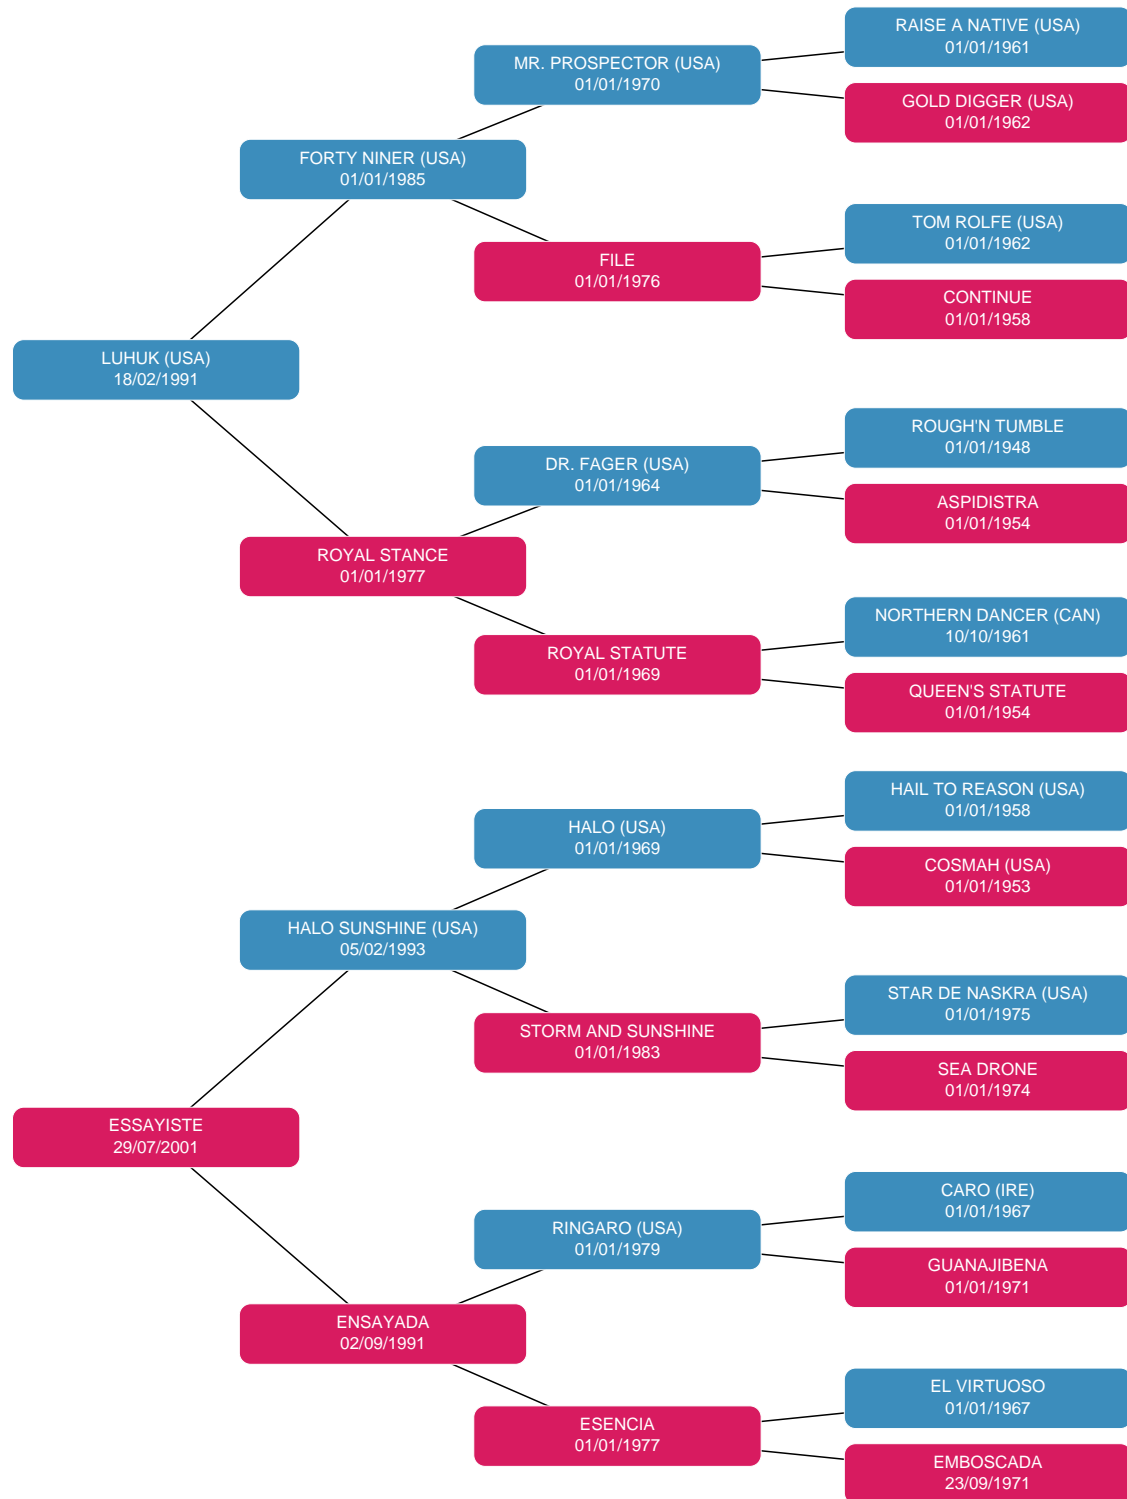 RAISE A NATIVE (USA)
01/01/1961
MR. PROSPECTOR (USA)
01/01/1970
GOLD DIGGER (USA)
01/01/1962
FORTY NINER (USA)
01/01/1985
TOM ROLFE (USA)
01/01/1962
FILE
01/01/1976
CONTINUE
01/01/1958
LUHUK (USA)
18/02/1991
ROUGH'N TUMBLE
01/01/1948
DR. FAGER (USA)
01/01/1964
ASPIDISTRA
01/01/1954
ROYAL STANCE
01/01/1977
NORTHERN DANCER (CAN)
10/10/1961
ROYAL STATUTE
01/01/1969
QUEEN'S STATUTE
01/01/1954
HAIL TO REASON (USA)
01/01/1958
HALO (USA)
01/01/1969
COSMAH (USA)
01/01/1953
HALO SUNSHINE (USA)
05/02/1993
STAR DE NASKRA (USA)
01/01/1975
STORM AND SUNSHINE
01/01/1983
SEA DRONE
01/01/1974
ESSAYISTE
29/07/2001
CARO (IRE)
01/01/1967
RINGARO (USA)
01/01/1979
GUANAJIBENA
01/01/1971
ENSAYADA
02/09/1991
EL VIRTUOSO
01/01/1967
ESENCIA
01/01/1977
EMBOSCADA
23/09/1971